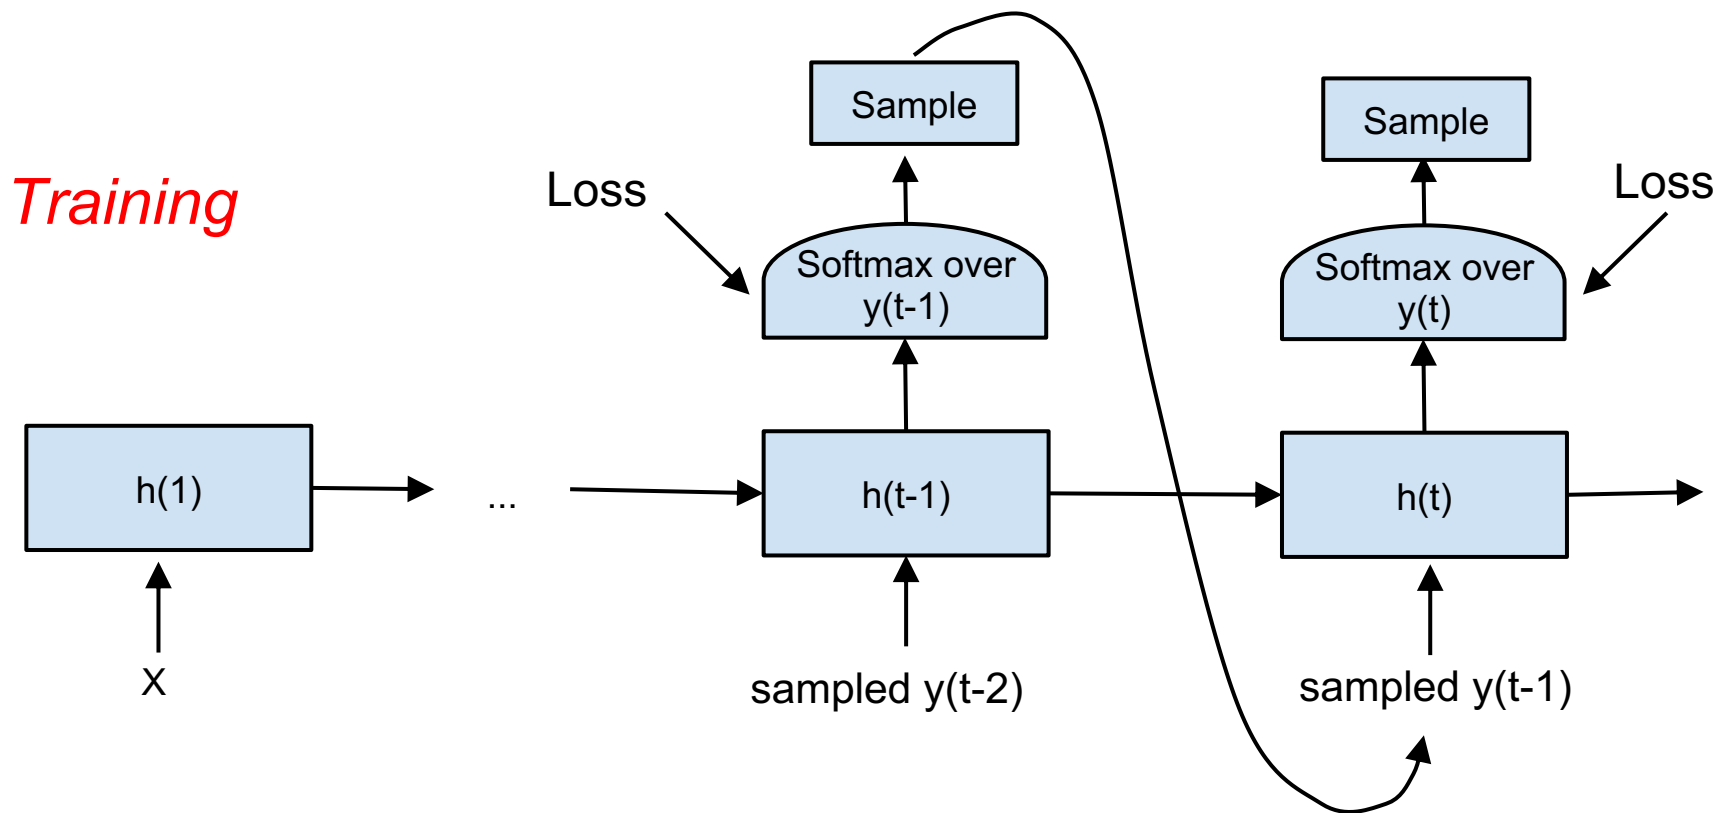 Training
Loss
Sample
Softmax over
y(t-1)
Sample
Loss
Softmax over
y(t)
h(1)
...
h(t-1)
h(t)
X
sampled y(t-2)
sampled y(t-1)